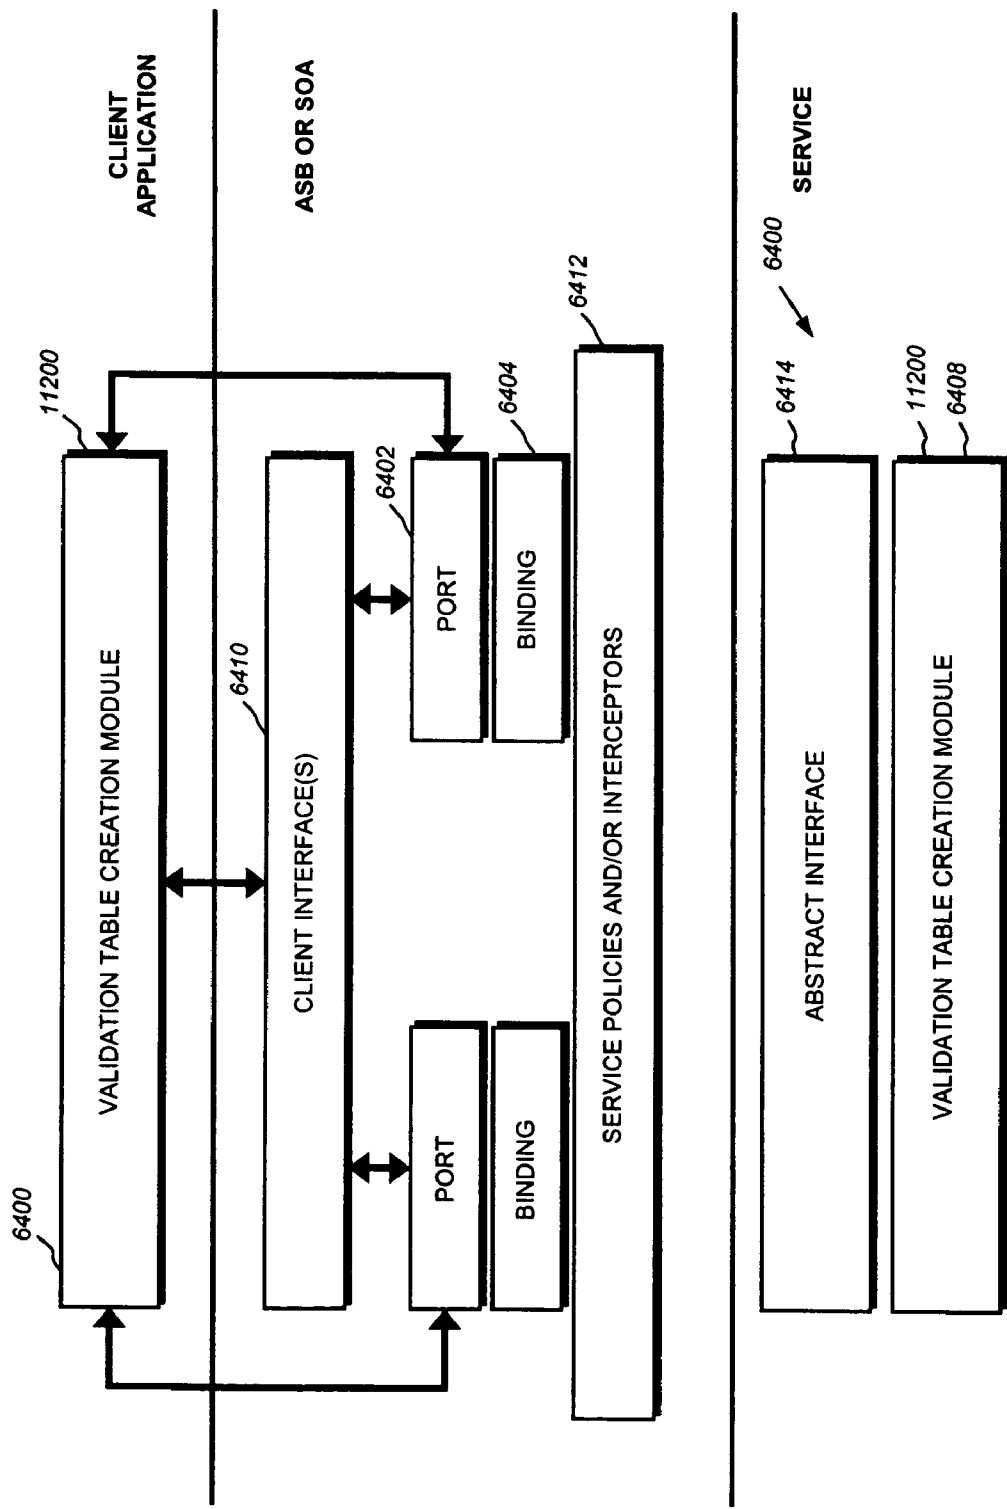 CLIENT
APPLICATION
6400
11200
VALIDATION TABLE CREATION MODULE
ASB OR SOA
6410
CLIENT INTERFACE(S)
6402
PORT
PORT
6404
BINDING
BINDING
6412
SERVICE POLICIES AND/OR INTERCEPTORS
SERVICE
6400
6414
ABSTRACT INTERFACE
11200
6408
VALIDATION TABLE CREATION MODULE